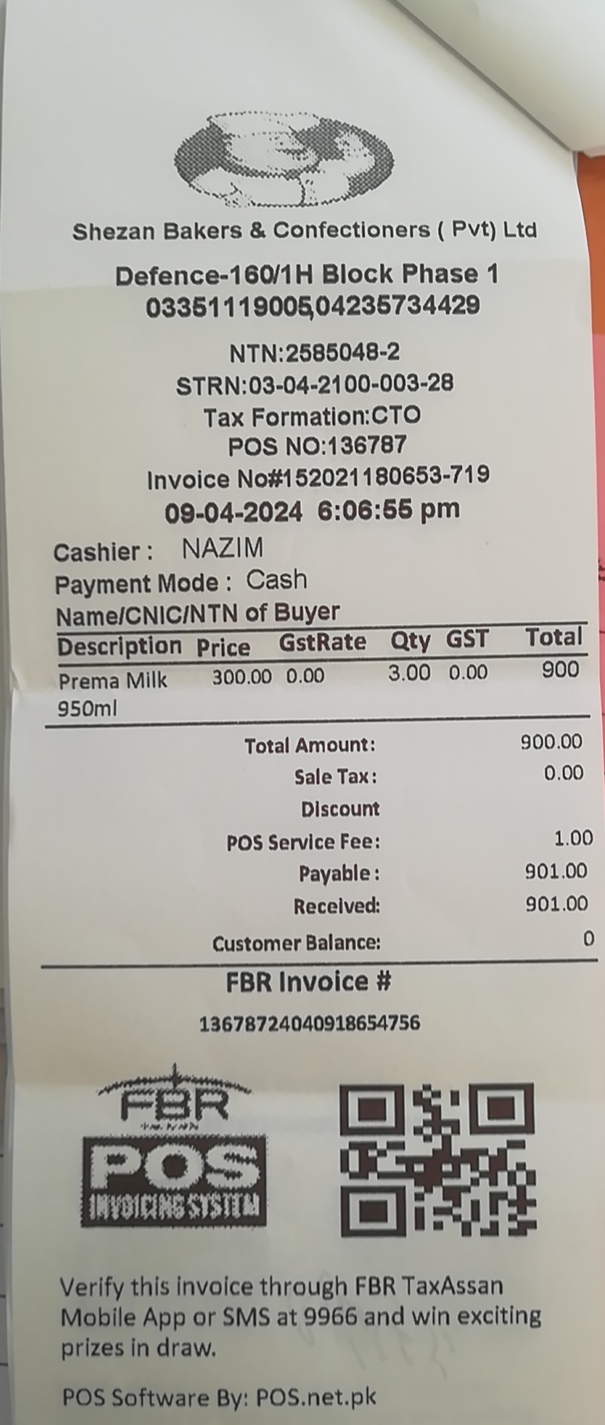 Shezan Bakers & Confectioners ( Pvt) Ltd
Defence-160/1H Block Phase 1
03351119005,04235734429
NTN:2585048-2
STRN:03-04-2100-003-28
Tax Formation:CTO
POS NO:136787
Invoice No#152021180653-719
09-04-2024 6:06:55 pm
Cashier : NAZIM
Payment Mode : Cash
Name/CNIC/NTN of Buyer
Description Price GstRate Qty GST Total
Prema Milk 300.00 0.00 3.00 0.00 900
950ml
Total Amount: 900.00
Sale Tax: 0.00
Discount
POS Service Fee: 1.00
Payable: 901.00
Received: 901.00
Customer Balance: 0
FBR Invoice #
13678724040918654756
FBR
POS
INVOICING SYSTEM
Verify this invoice through FBR TaxAssan
Mobile App or SMS at 9966 and win exciting
prizes in draw.
POS Software By: POS.net.pk